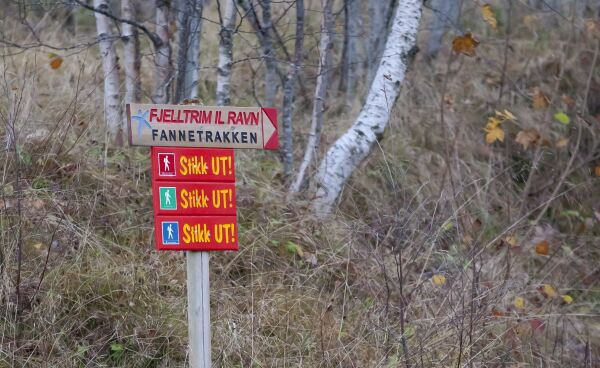 FJELLTRIM IL RAVN
FANNETRAKKEN
Stikk UT!
Stikk UT!
Stikk UT!